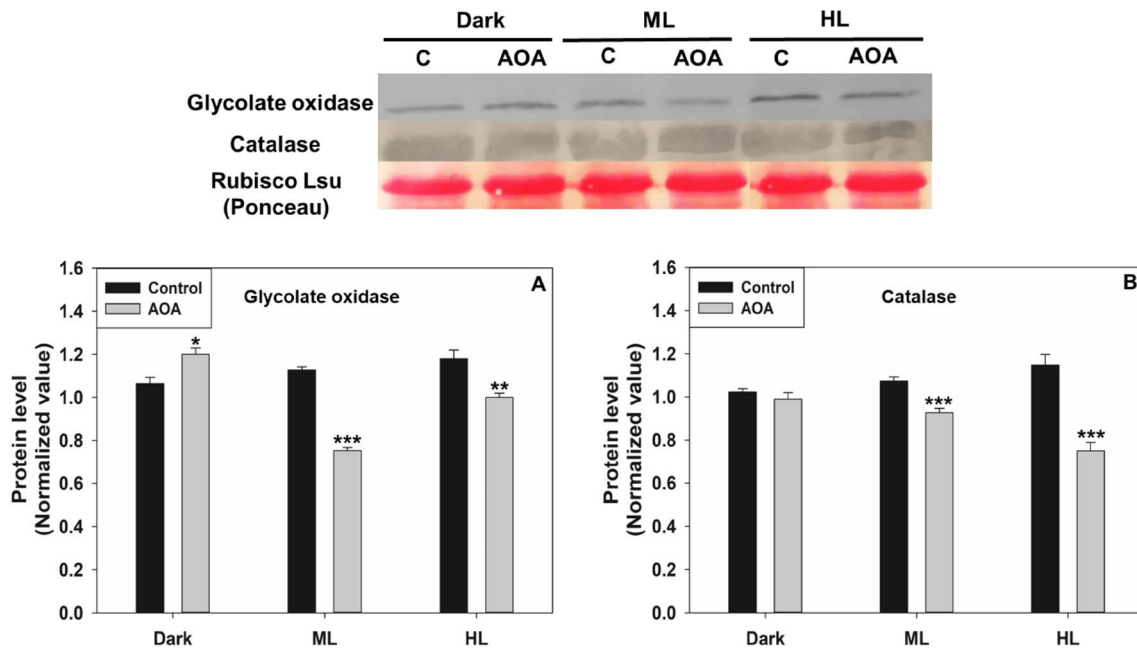 Dark ML HL
C AOA C AOA C AOA
Glycolate oxidase
Catalase
Rubisco Lsu
(Ponceau)
A
Control
AOA
Glycolate oxidase
Protein level
(Normalized value)
1.6
1.4
1.2
1.0
0.8
0.6
0.4
0.2
0.0
*
***
**
Dark ML HL
B
Control
AOA
Catalase
Protein level
(Normalized value)
1.6
1.4
1.2
1.0
0.8
0.6
0.4
0.2
0.0
***
***
Dark ML HL